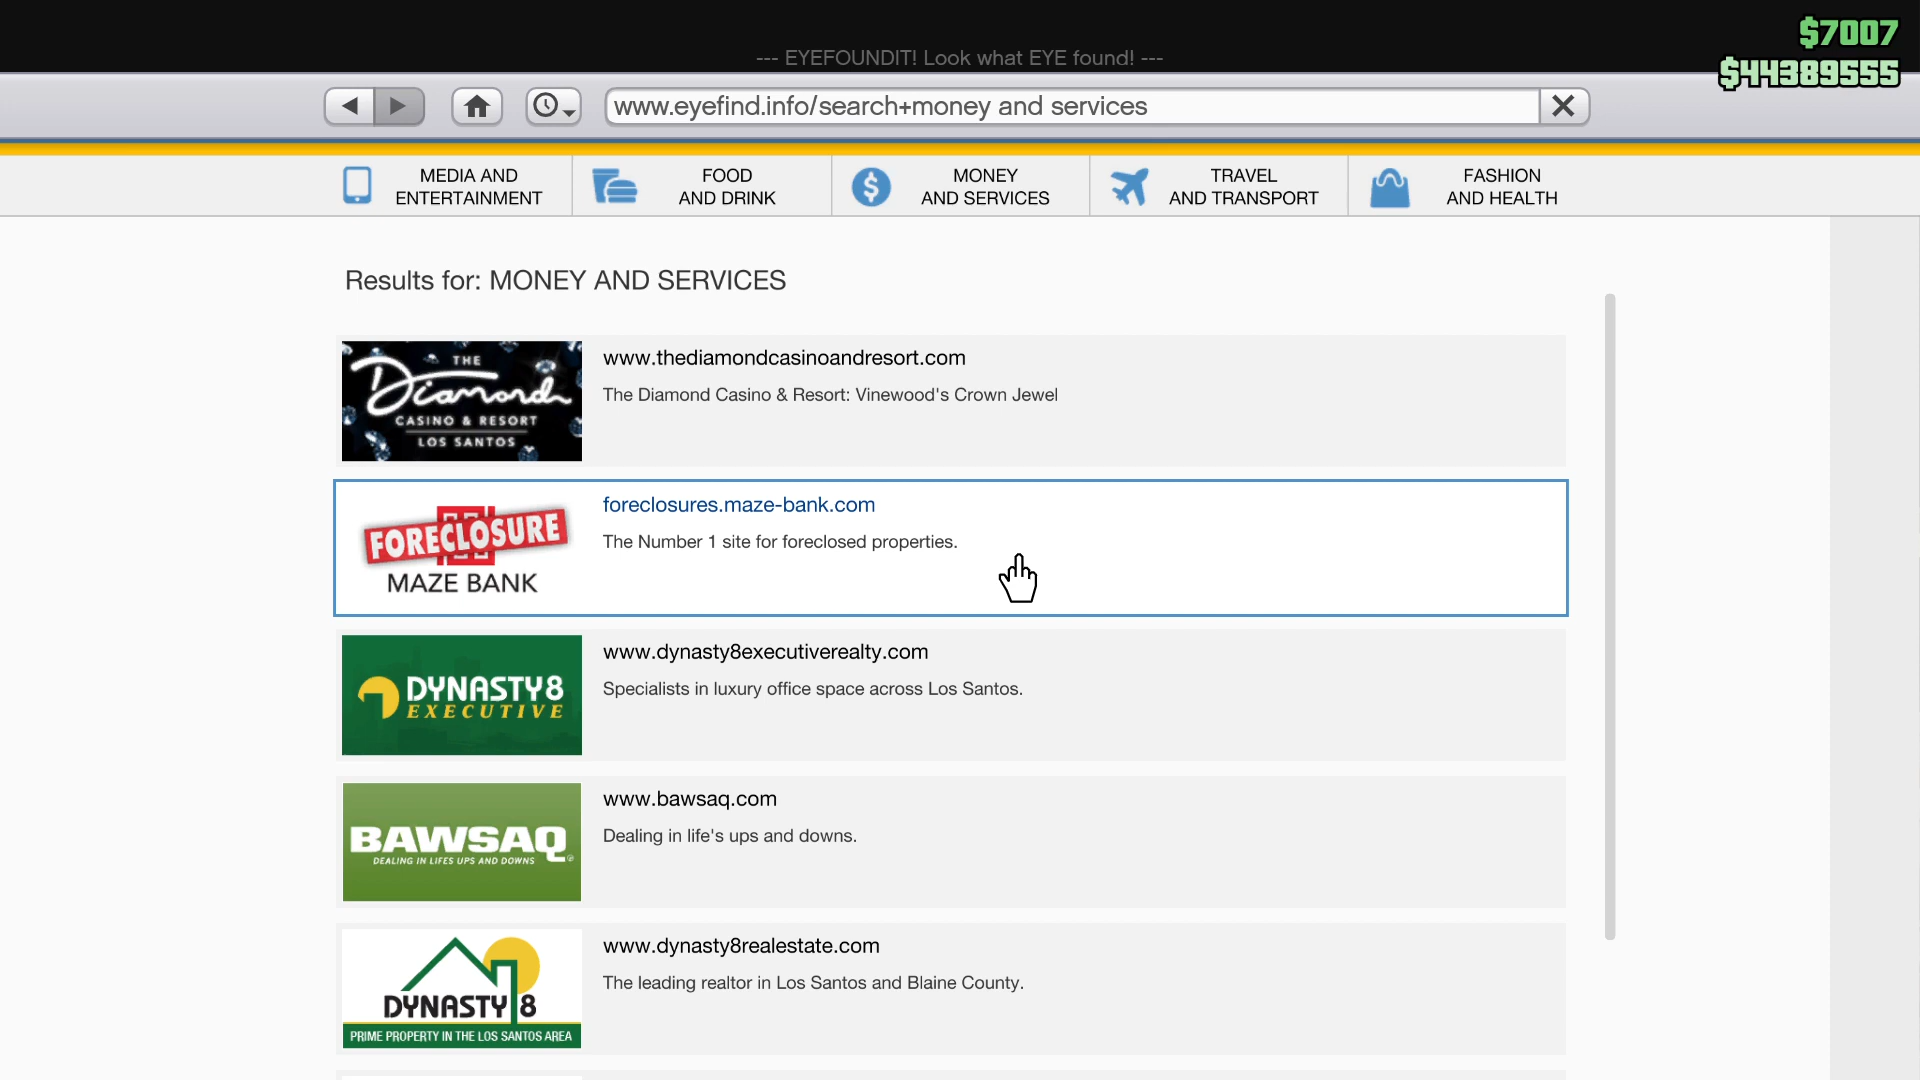 $7007
--- EYEFOUNDIT! Look what EYE found! ---
$44389555
www.eyefind.info/search+money and services
MEDIA AND
ENTERTAINMENT
FOOD
AND DRINK
MONEY
AND SERVICES
TRAVEL
AND TRANSPORT
FASHION
AND HEALTH
Results for: MONEY AND SERVICES
THE
Diamond
CASINO & RESORT
LOS SANTOS
www.thediamondcasinoandresort.com
The Diamond Casino & Resort: Vinewood's Crown Jewel
FORECLOSURE
MAZE BANK
foreclosures.maze-bank.com
The Number 1 site for foreclosed properties.
DYNASTY8
EXECUTIVE
www.dynasty8executiverealty.com
Specialists in luxury office space across Los Santos.
BAWSAQ
DEALING IN LIFES UPS AND DOWNS
www.bawsaq.com
Dealing in life's ups and downs.
DYNASTY 8
PRIME PROPERTY IN THE LOS SANTOS AREA
www.dynasty8realestate.com
The leading realtor in Los Santos and Blaine County.